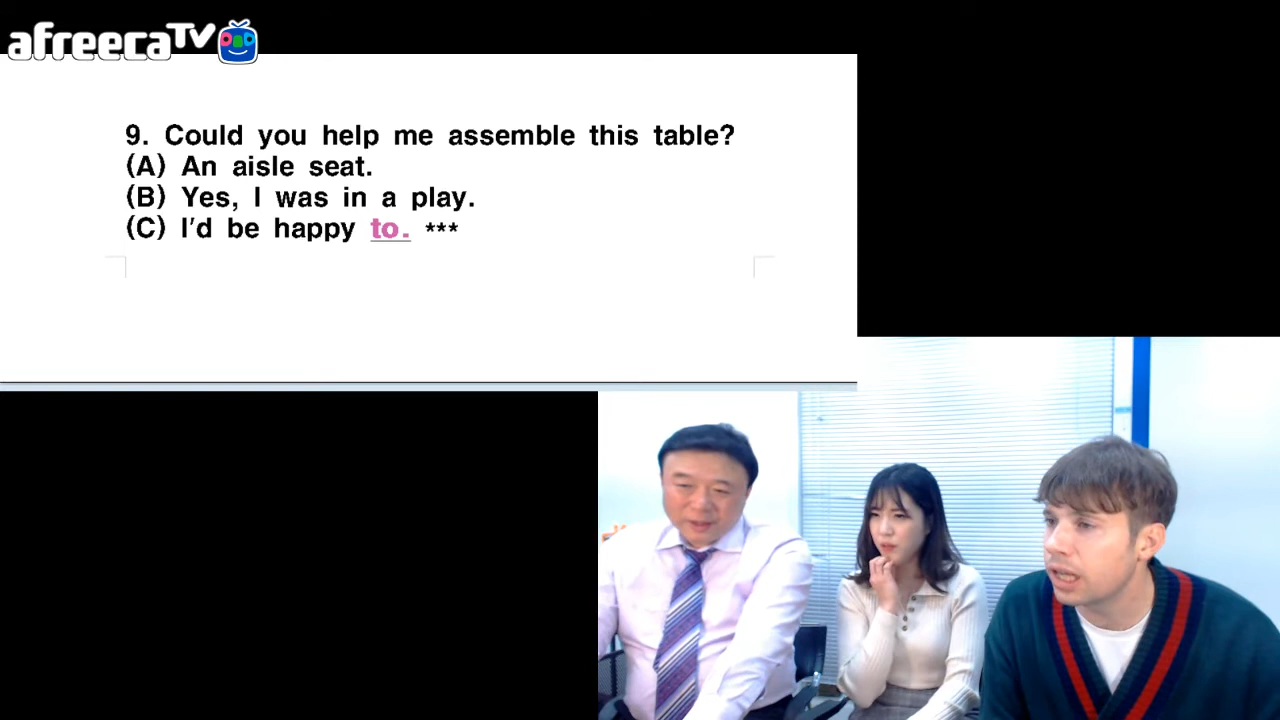 afreecaTV
9. Could you help me assemble this table?
(A) An aisle seat.
(B) Yes, I was in a play.
(C) I'd be happy to. ***